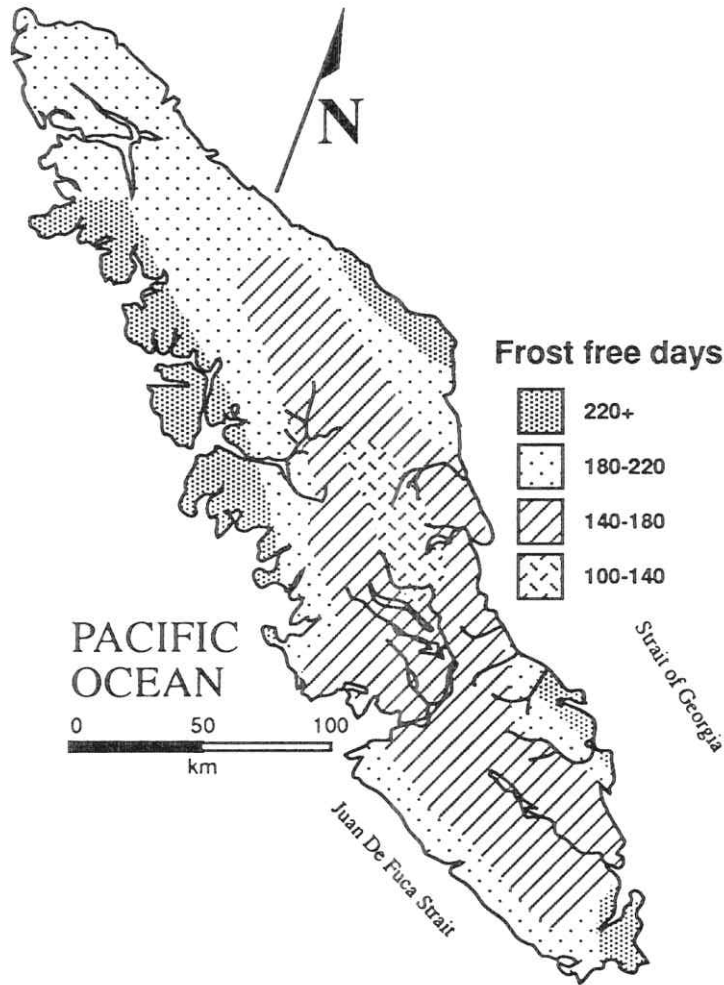 N
Frost free days
220+
180-220
140-180
100-140
PACIFIC
OCEAN
0 50 100
km
Strait of Georgia
Juan De Fuca Strait